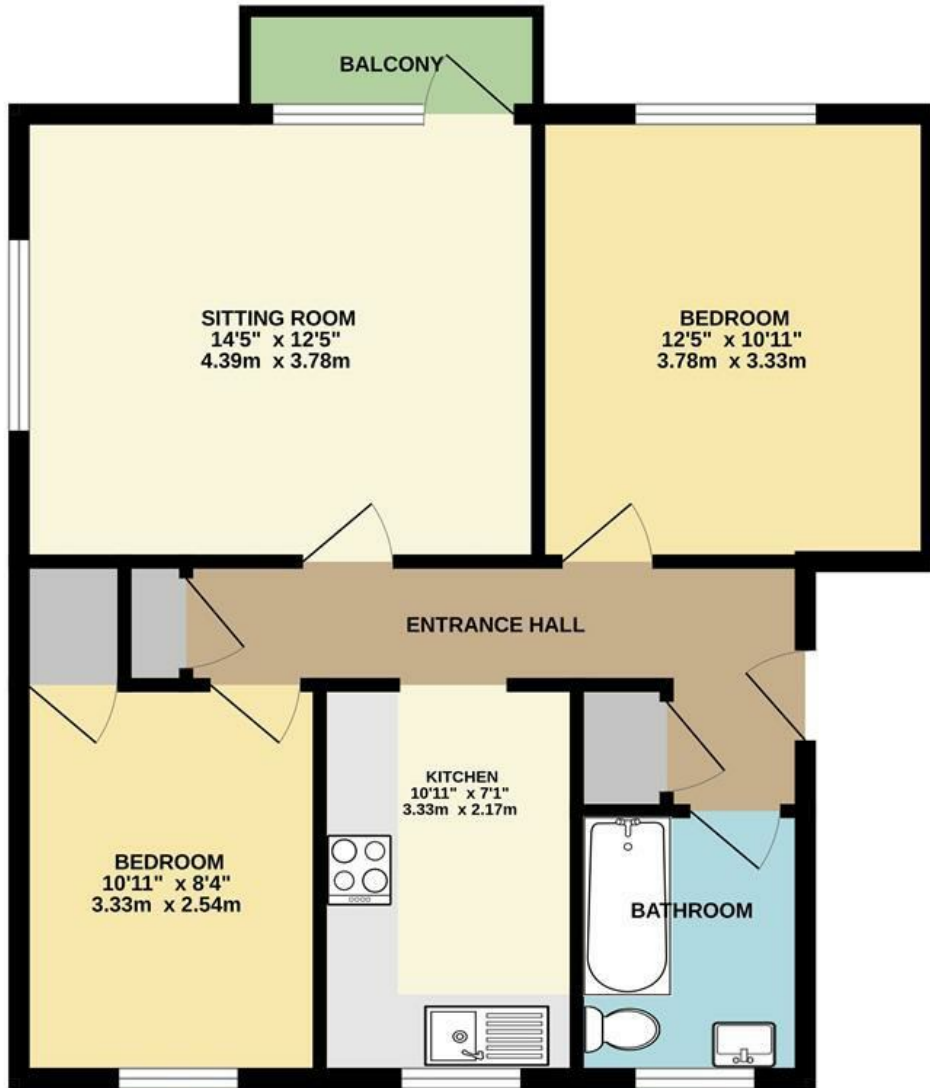 BALCONY
SITTING ROOM
14'5" x 12'5"
4.39m x 3.78m
BEDROOM
12'5" x 10'11"
3.78m x 3.33m
ENTRANCE HALL
KITCHEN
10'11" x 7'1"
3.33m x 2.17m
BEDROOM
10'11" x 8'4"
3.33m x 2.54m
BATHROOM